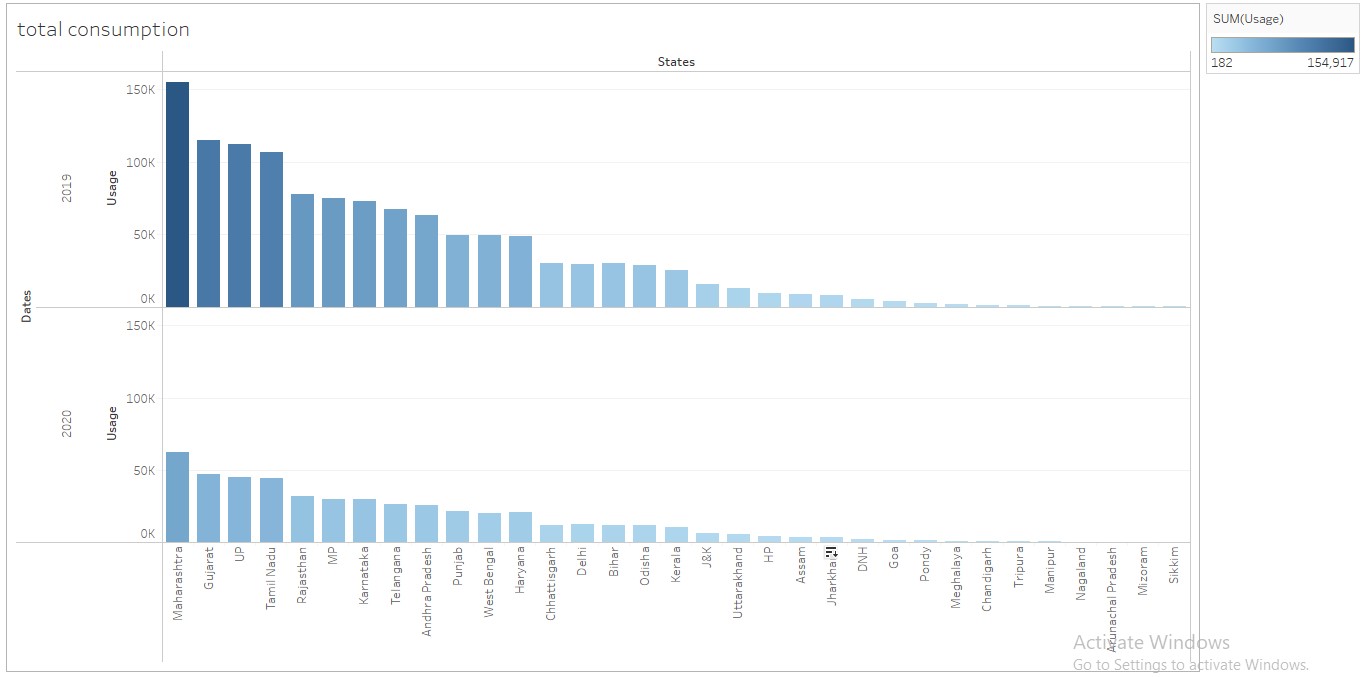 total consumption
SUM(Usage)
182 154,917
States
Dates
2019
Usage
150K
100K
50K
0K
2020
Usage
150K
100K
50K
0K
Maharashtra
Gujarat
UP
Tamil Nadu
Rajasthan
MP
Karnataka
Telangana
Andhra Pradesh
Punjab
West Bengal
Haryana
Chhattisgarh
Delhi
Bihar
Odisha
Kerala
J&K
Uttarakhand
HP
Assam
DNH
Goa
Pondy
Meghalaya
Chandigarh
Tripura
Manipur
Nagaland
Arunachal Pradesh
Mizoram
Sikkim
Activate Windows
Go to Settings to activate Windows.